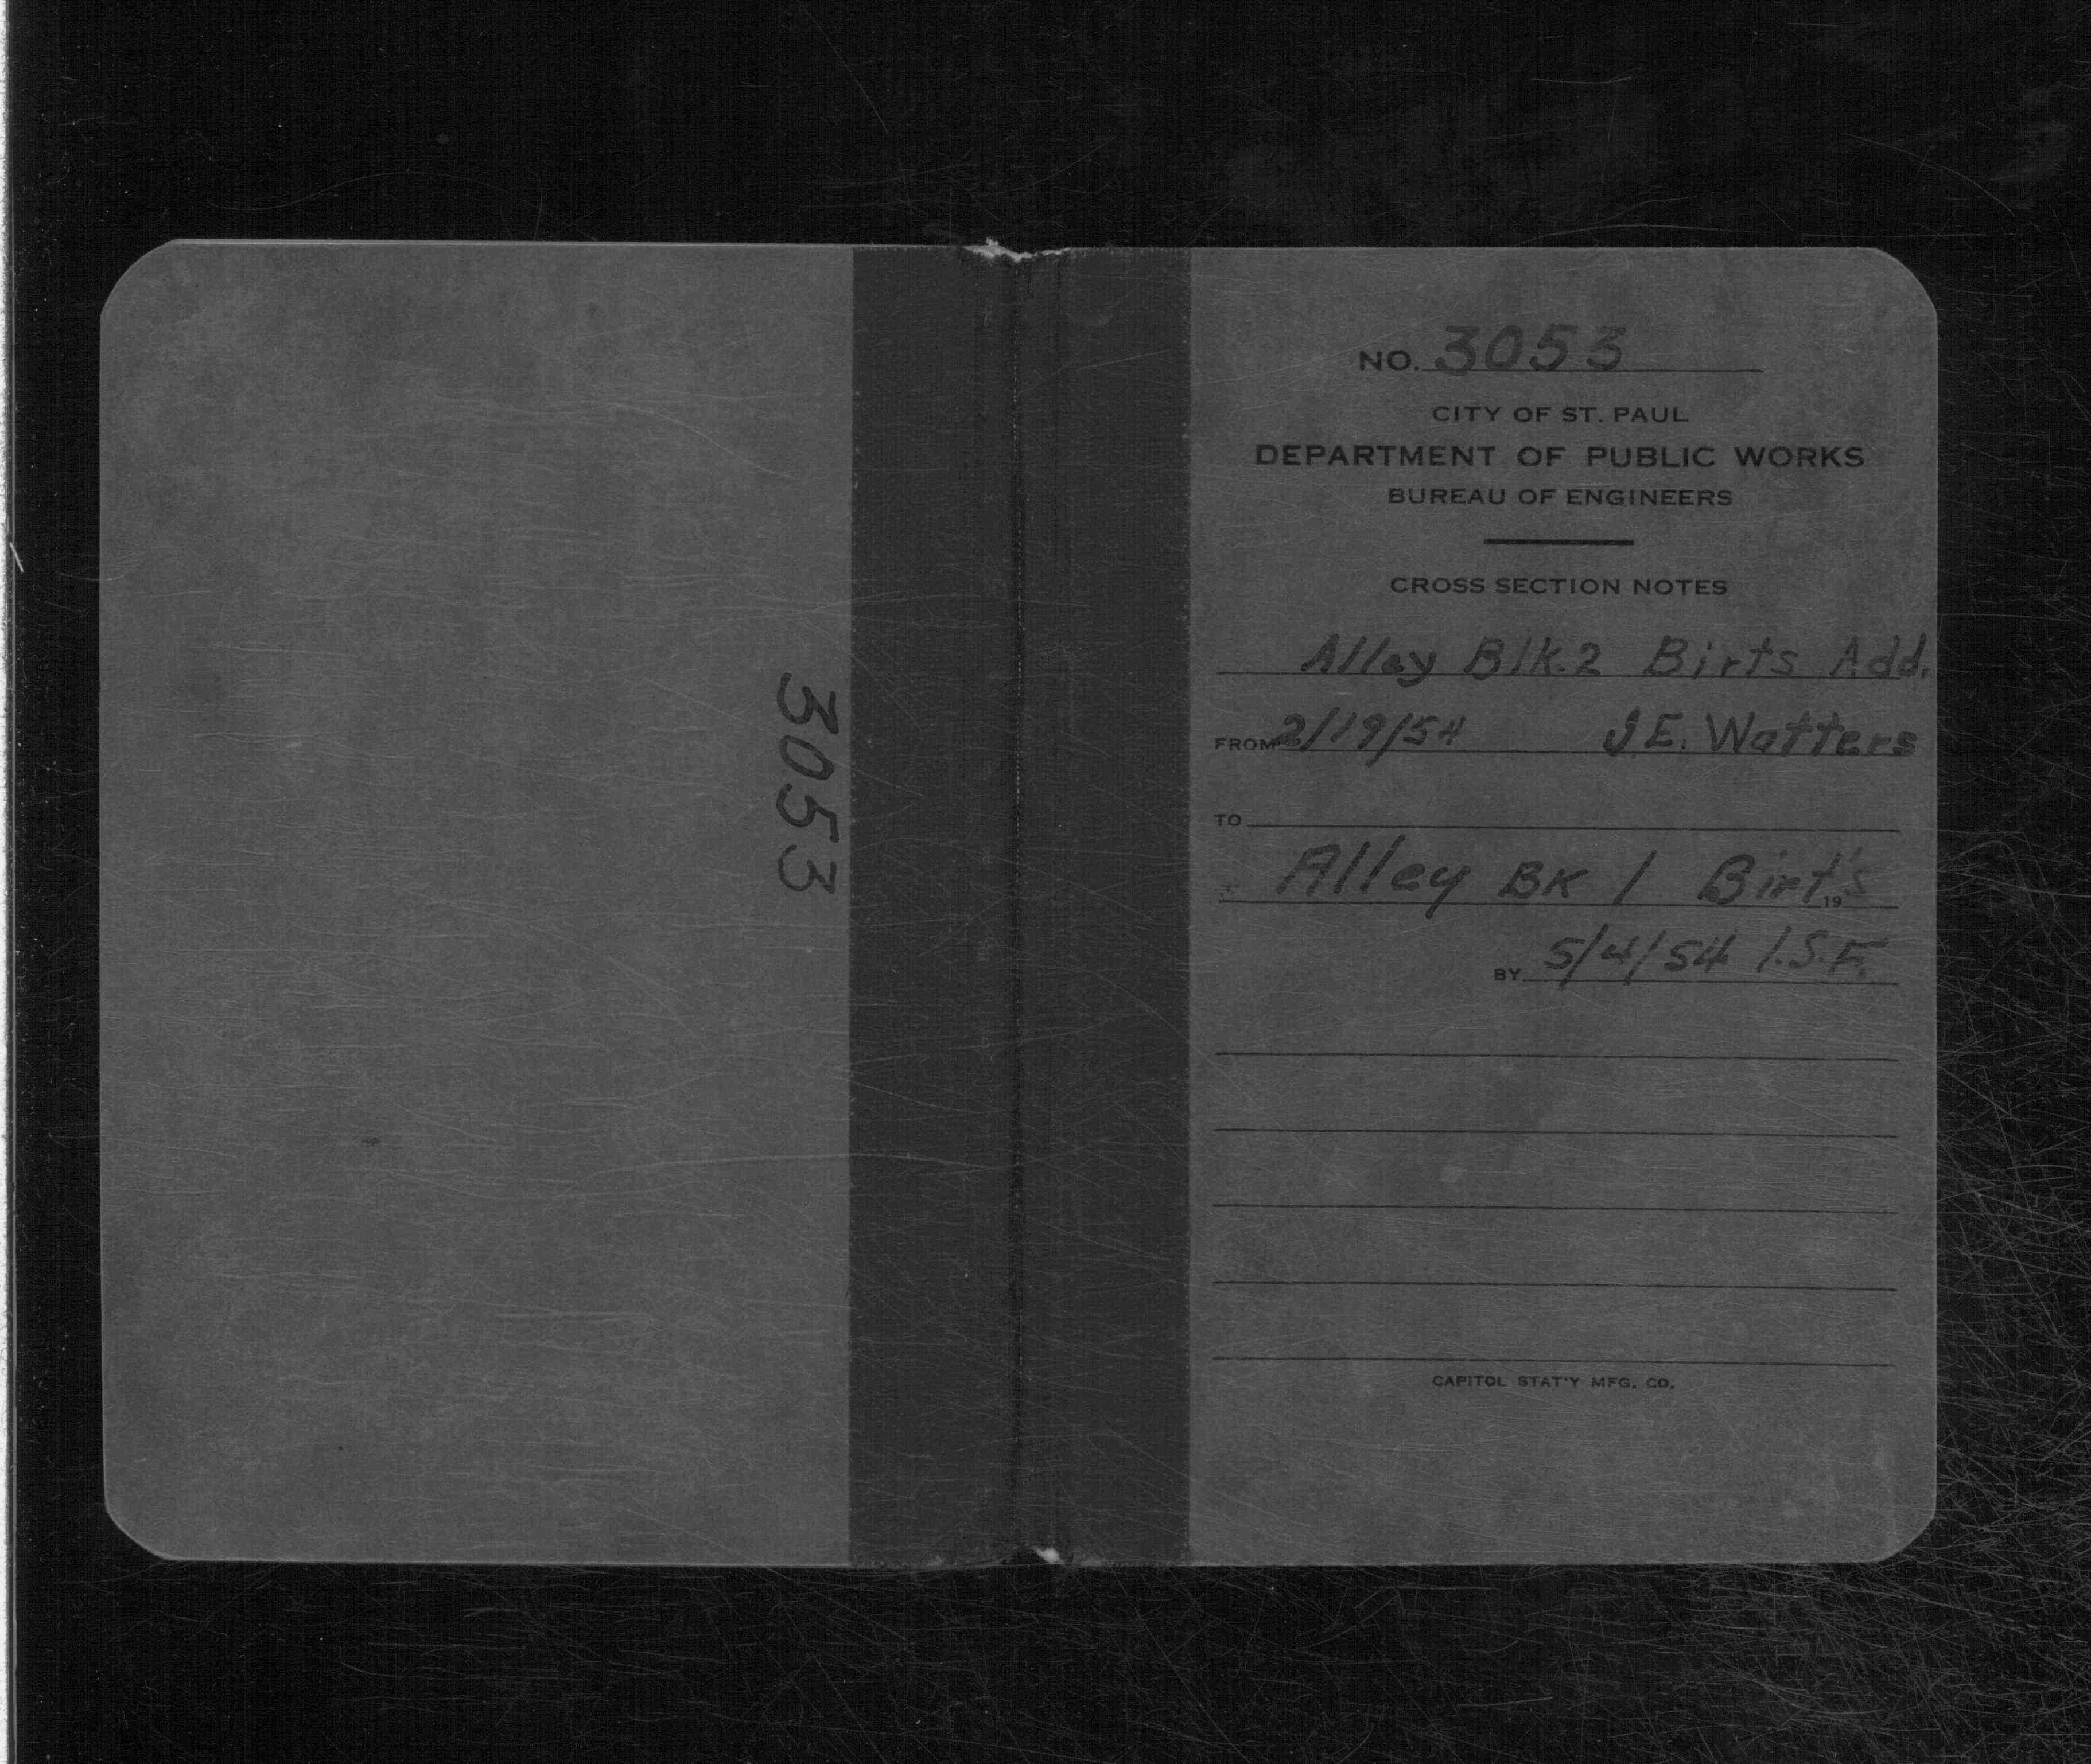 3053
NO. 3053
CITY OF ST. PAUL
DEPARTMENT OF PUBLIC WORKS
BUREAU OF ENGINEERS
CROSS SECTION NOTES
Alley Blk.2 Birts Add.
FROM 2/19/54 J.E. Watters
TO
Alley BK 1 Birt's 19
BY 5/4/54 I.S.F.
CAPITOL STAT'Y MFG. CO.